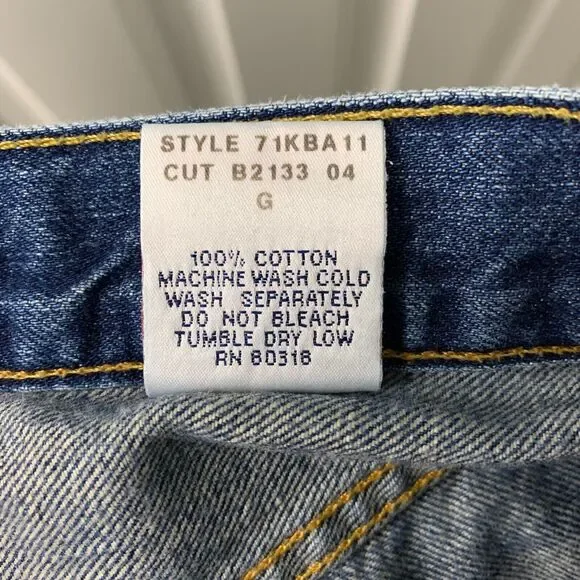 STYLE 71KBA11
CUT B2133 04
G
100% COTTON
MACHINE WASH COLD
WASH SEPARATELY
DO NOT BLEACH
TUMBLE DRY LOW
RN 80318